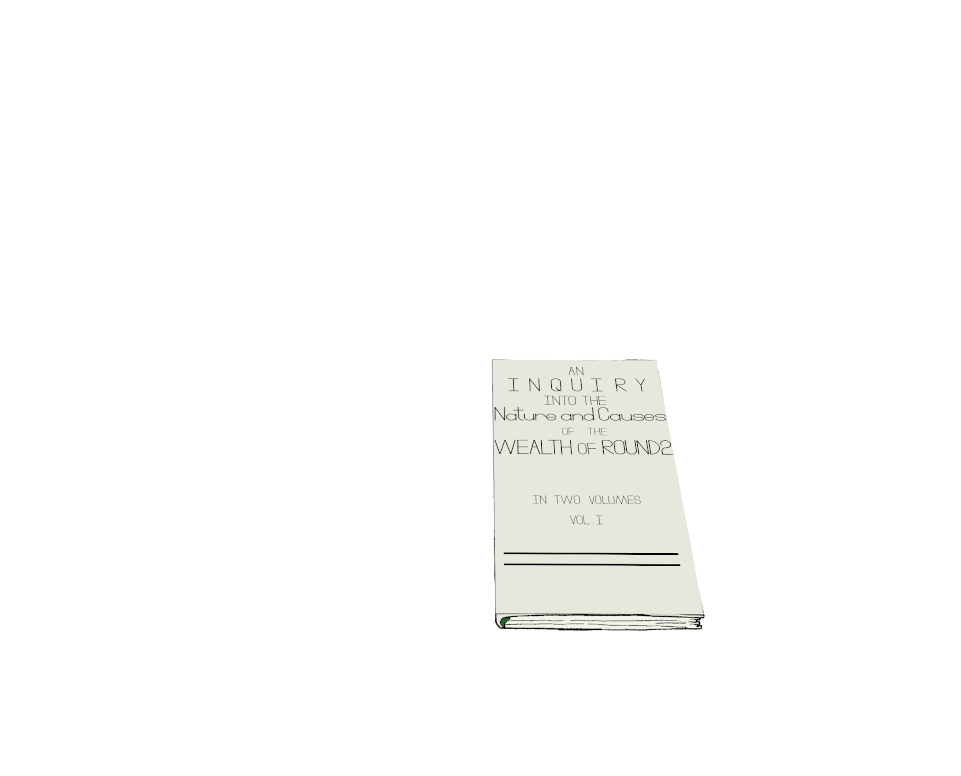 AN
INQUIRY
INTO THE
Nature and Causes
OF THE
WEALTH OF ROUND2
IN TWO VOLUMES
VOL I